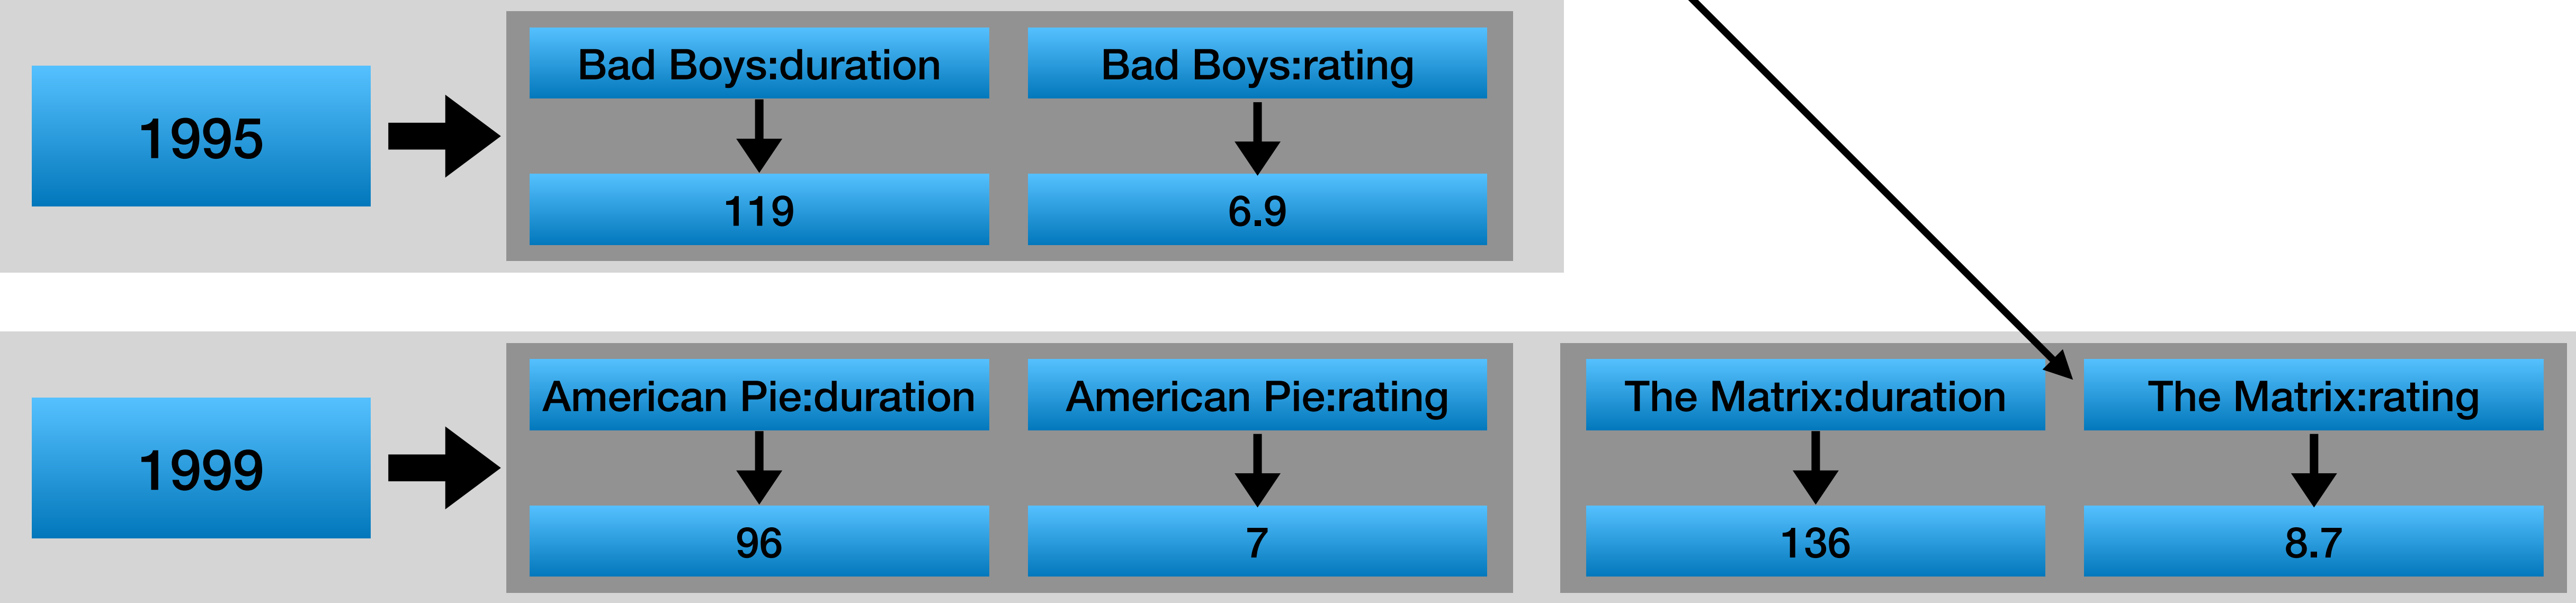 1995
Bad Boys:duration
Bad Boys:rating
119
6.9
1999
American Pie:duration
American Pie:rating
The Matrix:duration
The Matrix:rating
96
7
136
8.7